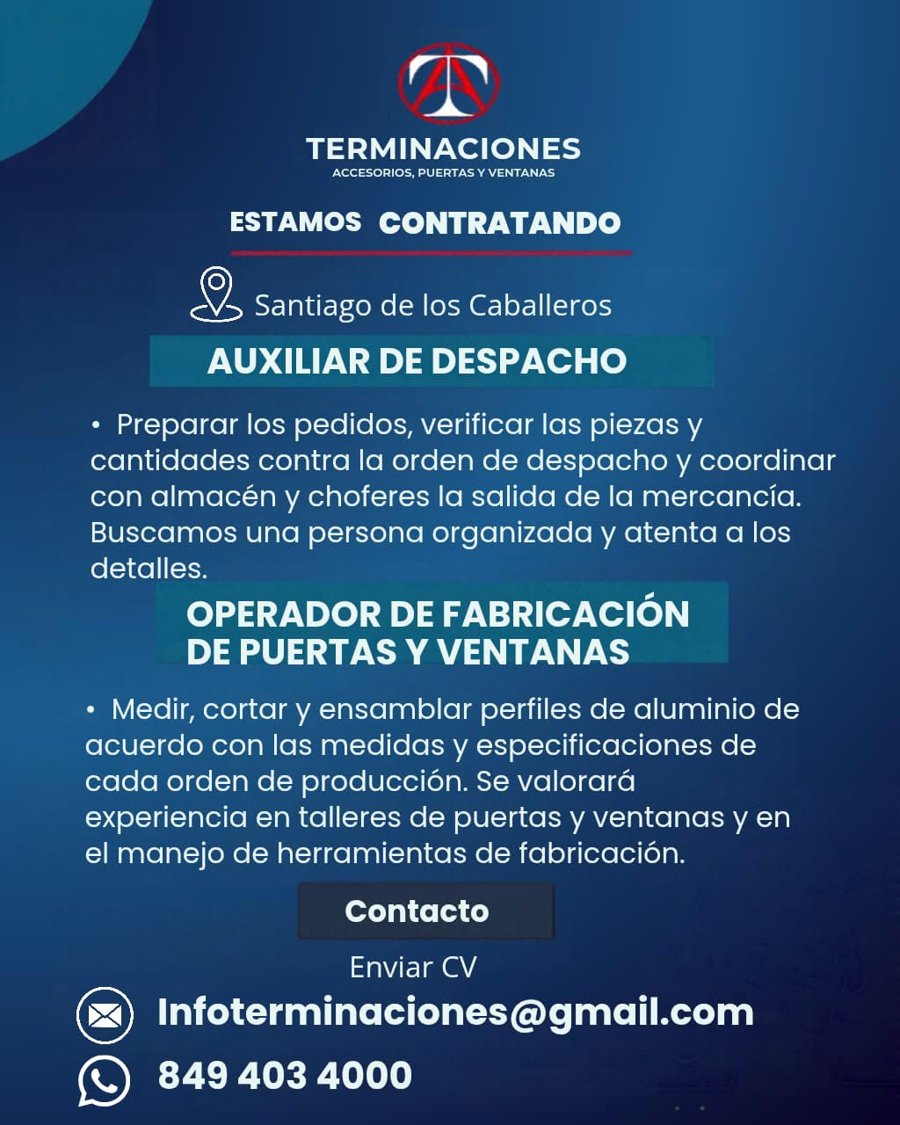 TA
TERMINACIONES
ACCESORIOS, PUERTAS Y VENTANAS
ESTAMOS CONTRATANDO
Santiago de los Caballeros
AUXILIAR DE DESPACHO
• Preparar los pedidos, verificar las piezas y
cantidades contra la orden de despacho y coordinar
con almacén y choferes la salida de la mercancía.
Buscamos una persona organizada y atenta a los
detalles.
OPERADOR DE FABRICACIÓN
DE PUERTAS Y VENTANAS
• Medir, cortar y ensamblar perfiles de aluminio de
acuerdo con las medidas y especificaciones de
cada orden de producción. Se valorará
experiencia en talleres de puertas y ventanas y en
el manejo de herramientas de fabricación.
Contacto
Enviar CV
Infoterminaciones@gmail.com
849 403 4000